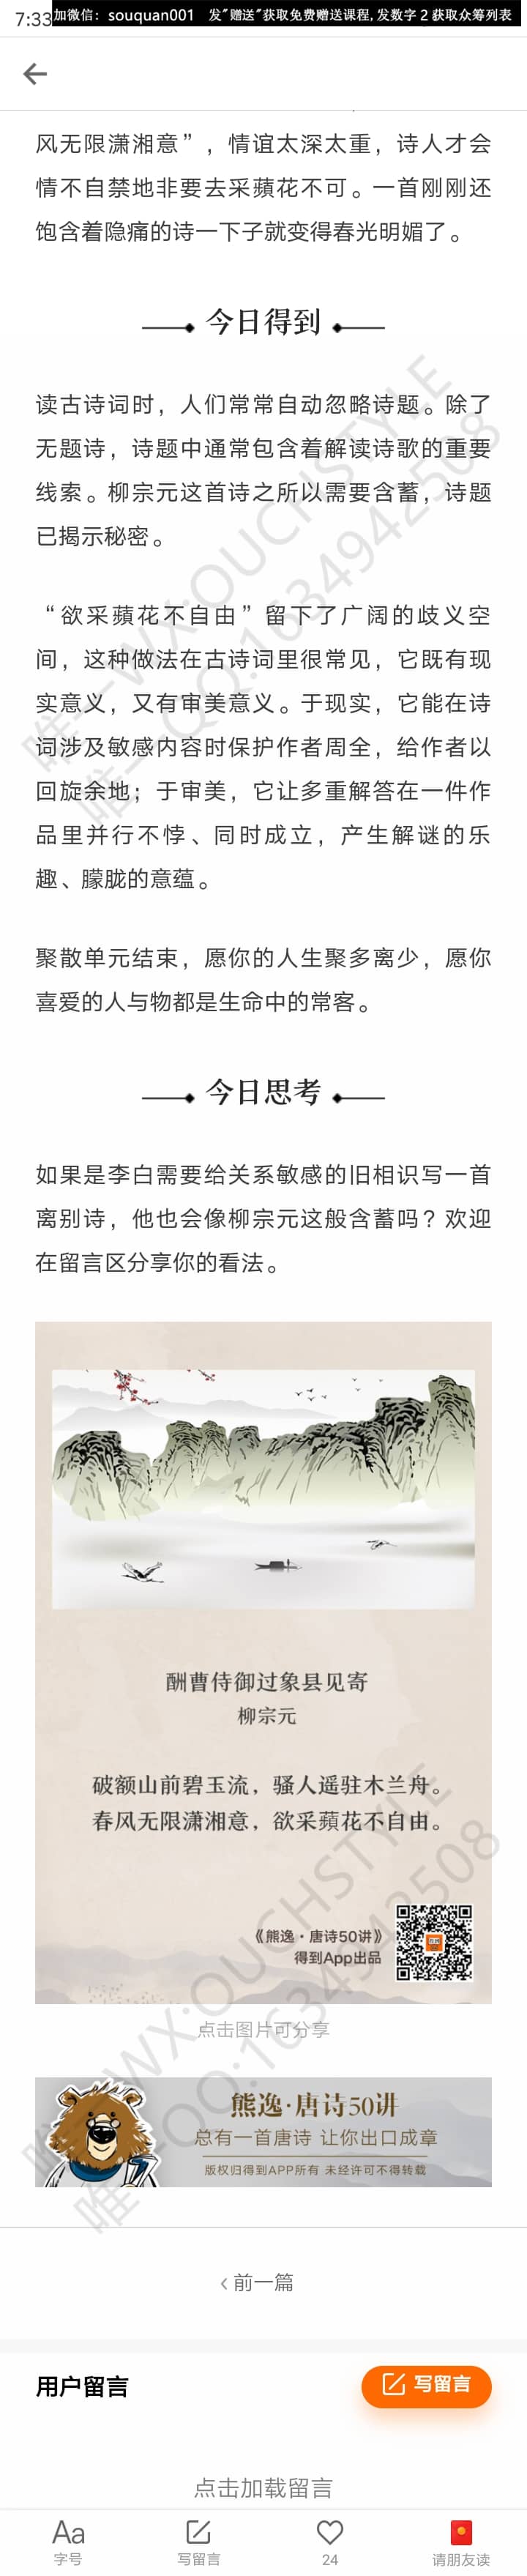 7:33
加微信：souquan001 发"赠送"获取免费赠送课程,发数字 2 获取众筹列表
风无限潇湘意”，情谊太深太重，诗人才会
情不自禁地非要去采蘋花不可。一首刚刚还
饱含着隐痛的诗一下子就变得春光明媚了。
今日得到
读古诗词时，人们常常自动忽略诗题。除了
无题诗，诗题中通常包含着解读诗歌的重要
线索。柳宗元这首诗之所以需要含蓄，诗题
已揭示秘密。
“欲采蘋花不自由”留下了广阔的歧义空
间，这种做法在古诗词里很常见，它既有现
实意义，又有审美意义。于现实，它能在诗
词涉及敏感内容时保护作者周全，给作者以
回旋余地；于审美，它让多重解答在一件作
品里并行不悖、同时成立，产生解谜的乐
趣、朦胧的意蕴。
聚散单元结束，愿你的人生聚多离少，愿你
喜爱的人与物都是生命中的常客。
今日思考
如果是李白需要给关系敏感的旧相识写一首
离别诗，他也会像柳宗元这般含蓄吗？欢迎
在留言区分享你的看法。
酬曹侍御过象县见寄
柳宗元
破额山前碧玉流，骚人遥驻木兰舟。
春风无限潇湘意，欲采蘋花不自由。
《熊逸·唐诗50讲》
得到App出品
点击图片可分享
熊逸·唐诗50讲
总有一首唐诗 让你出口成章
版权归得到APP所有 未经许可不得转载
前一篇
用户留言
写留言
点击加载留言
Aa
字号
写留言
24
请朋友读
唯一WX:OUCHSTYLE
唯一QQ:1634942508
唯一WX:OUCHSTYLE
唯一QQ:1634942508